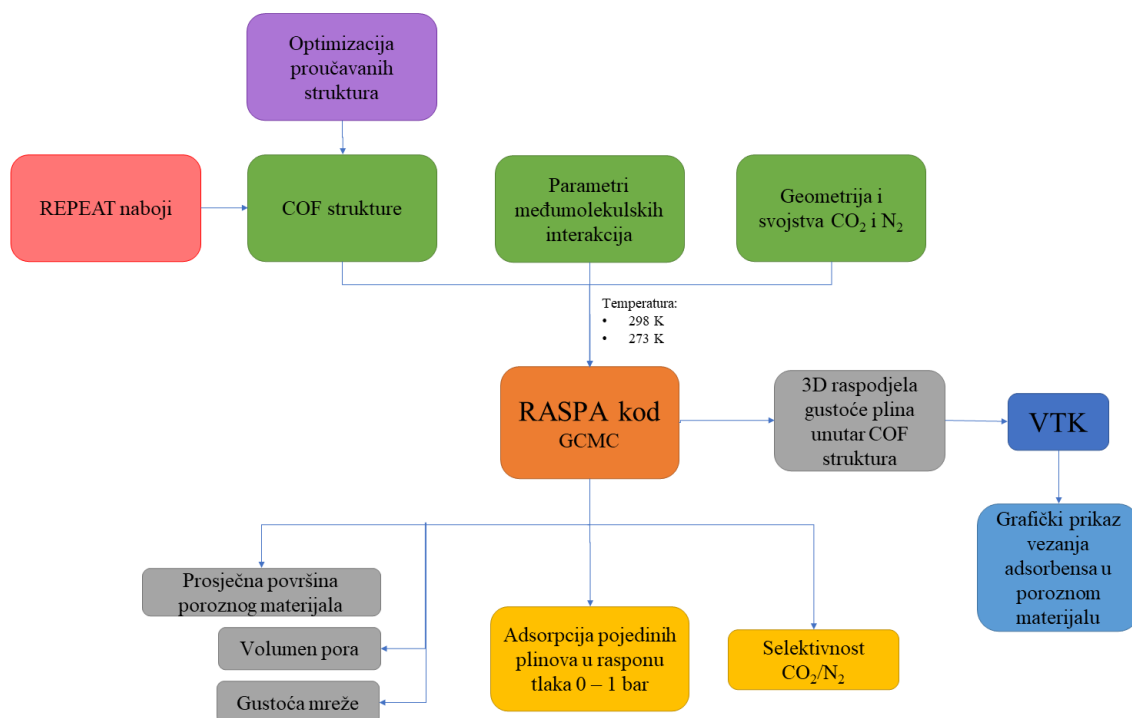 Optimizacija
proučavanih
struktura
REPEAT naboji
COF strukture
Parametri
međumolekulskih
interakcija
Geometrija i
svojstva CO₂ i N₂
Temperatura:
• 298 K
• 273 K
RASPA kod
GCMC
3D raspodjela
gustoće plina
unutar COF
struktura
VTK
Grafički prikaz
vezanja
adsorbensa u
poroznom
materijalu
Prosječna površina
poroznog materijala
Volumen pora
Gustoća mreže
Adsorpcija pojedinih
plinova u rasponu
tlaka 0 – 1 bar
Selektivnost
CO₂/N₂